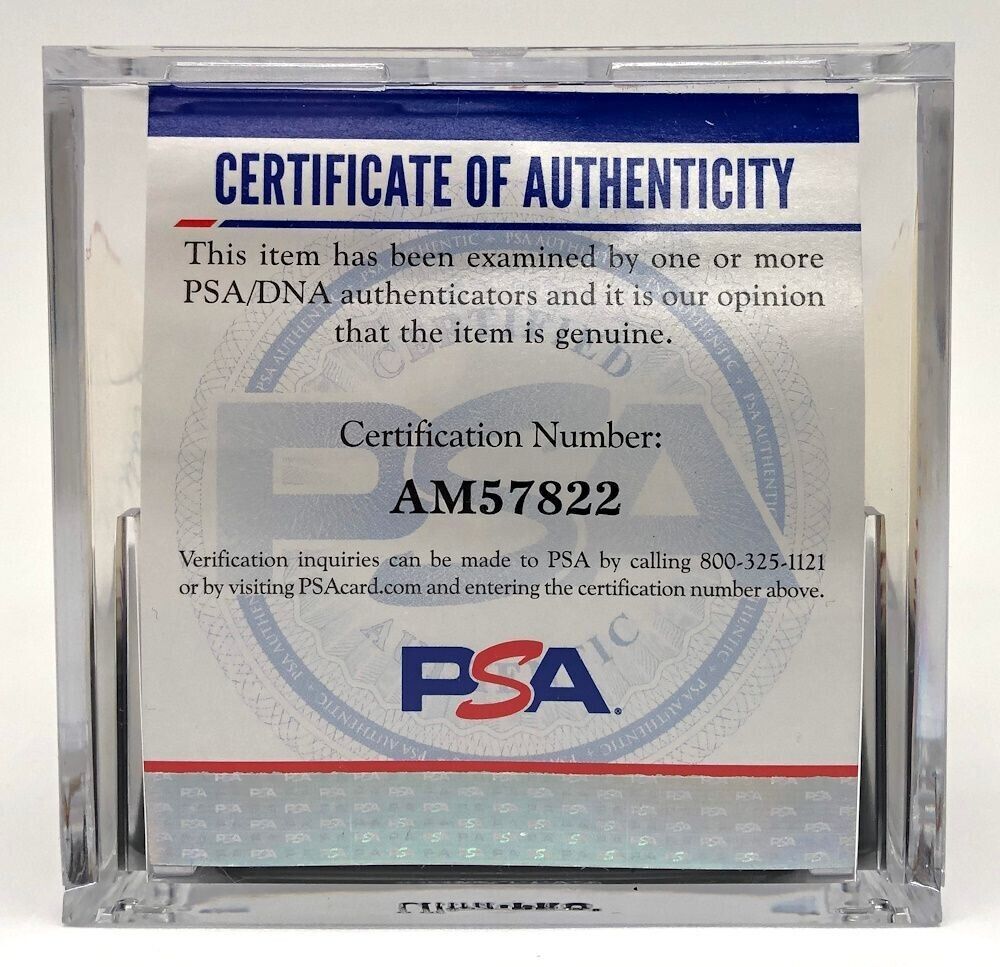 CERTIFICATE OF AUTHENTICITY
This item has been examined by one or more
PSA/DNA authenticators and it is our opinion
that the item is genuine.
CERTIFIED
PSA
Certification Number:
AM57822
Verification inquiries can be made to PSA by calling 800-325-1121
or by visiting PSAcard.com and entering the certification number above.
PSA